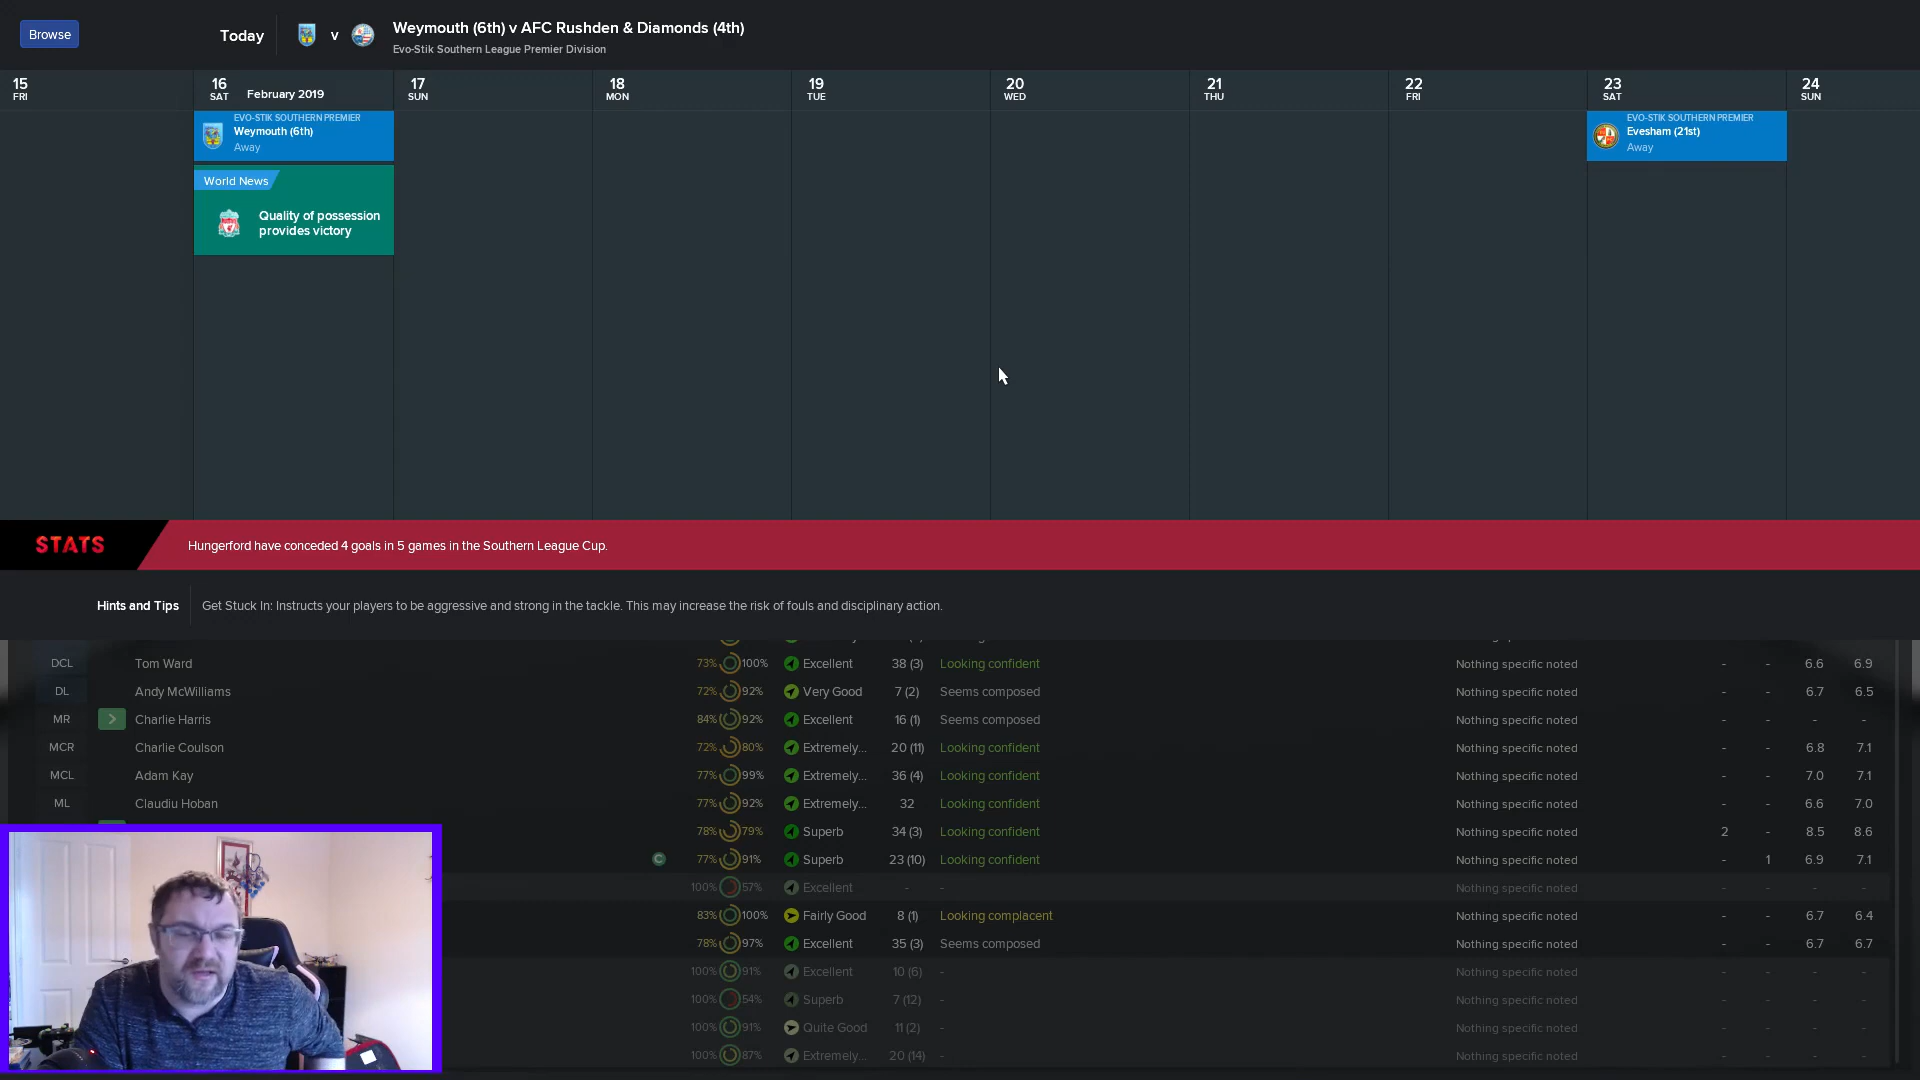 Browse
Today
v
Weymouth (6th) v AFC Rushden & Diamonds (4th)
Evo-Stik Southern League Premier Division
15 FRI
16 SAT February 2019
17 SUN
18 MON
19 TUE
20 WED
21 THU
22 FRI
23 SAT
24 SUN
EVO-STIK SOUTHERN PREMIER
Weymouth (6th)
Away
EVO-STIK SOUTHERN PREMIER
Evesham (21st)
Away
World News
Quality of possession
provides victory
STATS
Hungerford have conceded 4 goals in 5 games in the Southern League Cup.
Hints and Tips
Get Stuck In: Instructs your players to be aggressive and strong in the tackle. This may increase the risk of fouls and disciplinary action.
DCL Tom Ward 73% 100% Excellent 38 (3) Looking confident Nothing specific noted - - 6.6 6.9
DL Andy McWilliams 72% 92% Very Good 7 (2) Seems composed Nothing specific noted - - 6.7 6.5
MR Charlie Harris 84% 92% Excellent 16 (1) Seems composed Nothing specific noted - - - -
MCR Charlie Coulson 72% 80% Extremely... 20 (11) Looking confident Nothing specific noted - - 6.8 7.1
MCL Adam Kay 77% 99% Extremely... 36 (4) Looking confident Nothing specific noted - - 7.0 7.1
ML Claudiu Hoban 77% 92% Extremely... 32 Looking confident Nothing specific noted - - 6.6 7.0
78% 79% Superb 34 (3) Looking confident Nothing specific noted 2 - 8.5 8.6
C 77% 91% Superb 23 (10) Looking confident Nothing specific noted - 1 6.9 7.1
100% 57% Excellent - - Nothing specific noted - - - -
83% 100% Fairly Good 8 (1) Looking complacent Nothing specific noted - - 6.7 6.4
78% 97% Excellent 35 (3) Seems composed Nothing specific noted - - 6.7 6.7
100% 91% Excellent 10 (6) - Nothing specific noted - - - -
100% 54% Superb 7 (12) - Nothing specific noted - - - -
100% 91% Quite Good 11 (2) - Nothing specific noted - - - -
100% 87% Extremely... 20 (14) - Nothing specific noted - - - -